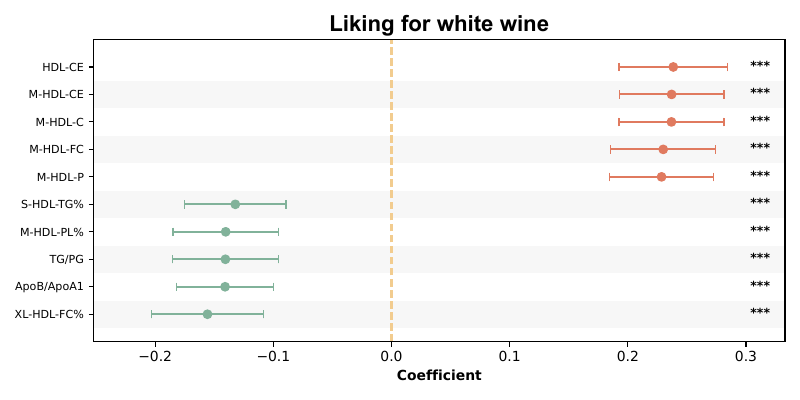 Liking for white wine
HDL-CE ***
M-HDL-CE ***
M-HDL-C ***
M-HDL-FC ***
M-HDL-P ***
S-HDL-TG% ***
M-HDL-PL% ***
TG/PG ***
ApoB/ApoA1 ***
XL-HDL-FC% ***
−0.2 −0.1 0.0 0.1 0.2 0.3
Coefficient